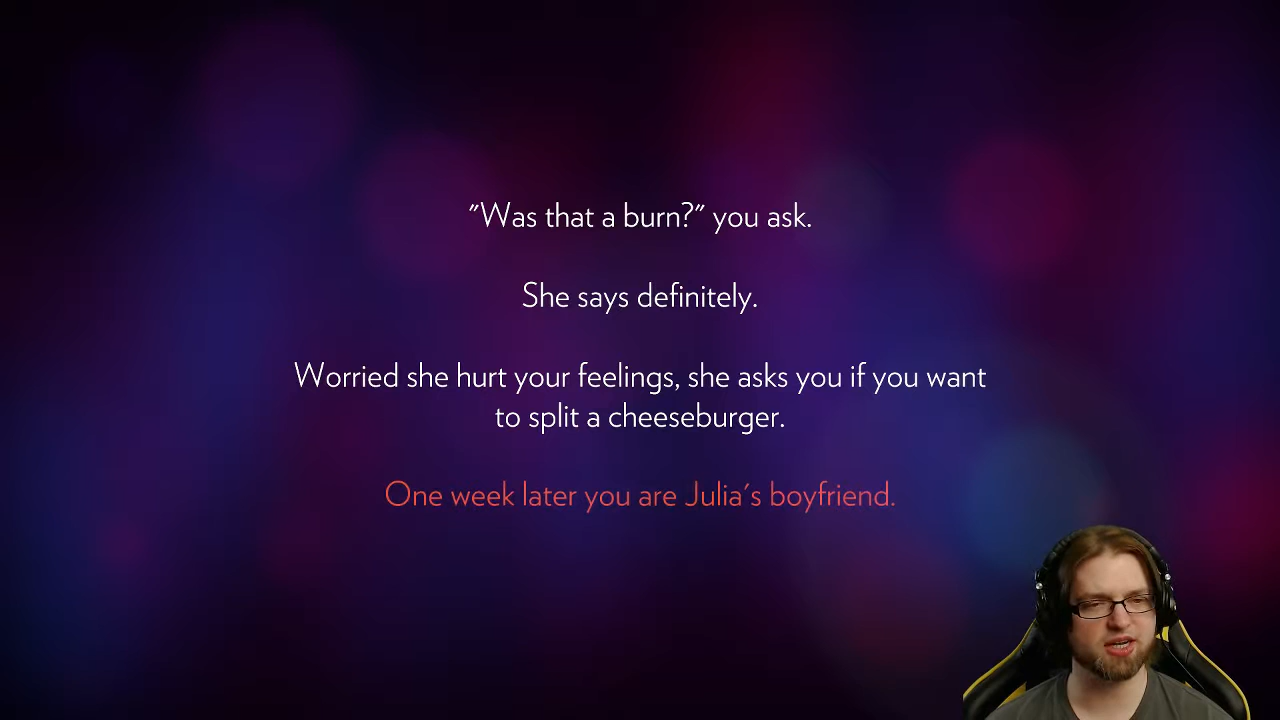 "Was that a burn?" you ask.
She says definitely.
Worried she hurt your feelings, she asks you if you want
to split a cheeseburger.
One week later you are Julia's boyfriend.